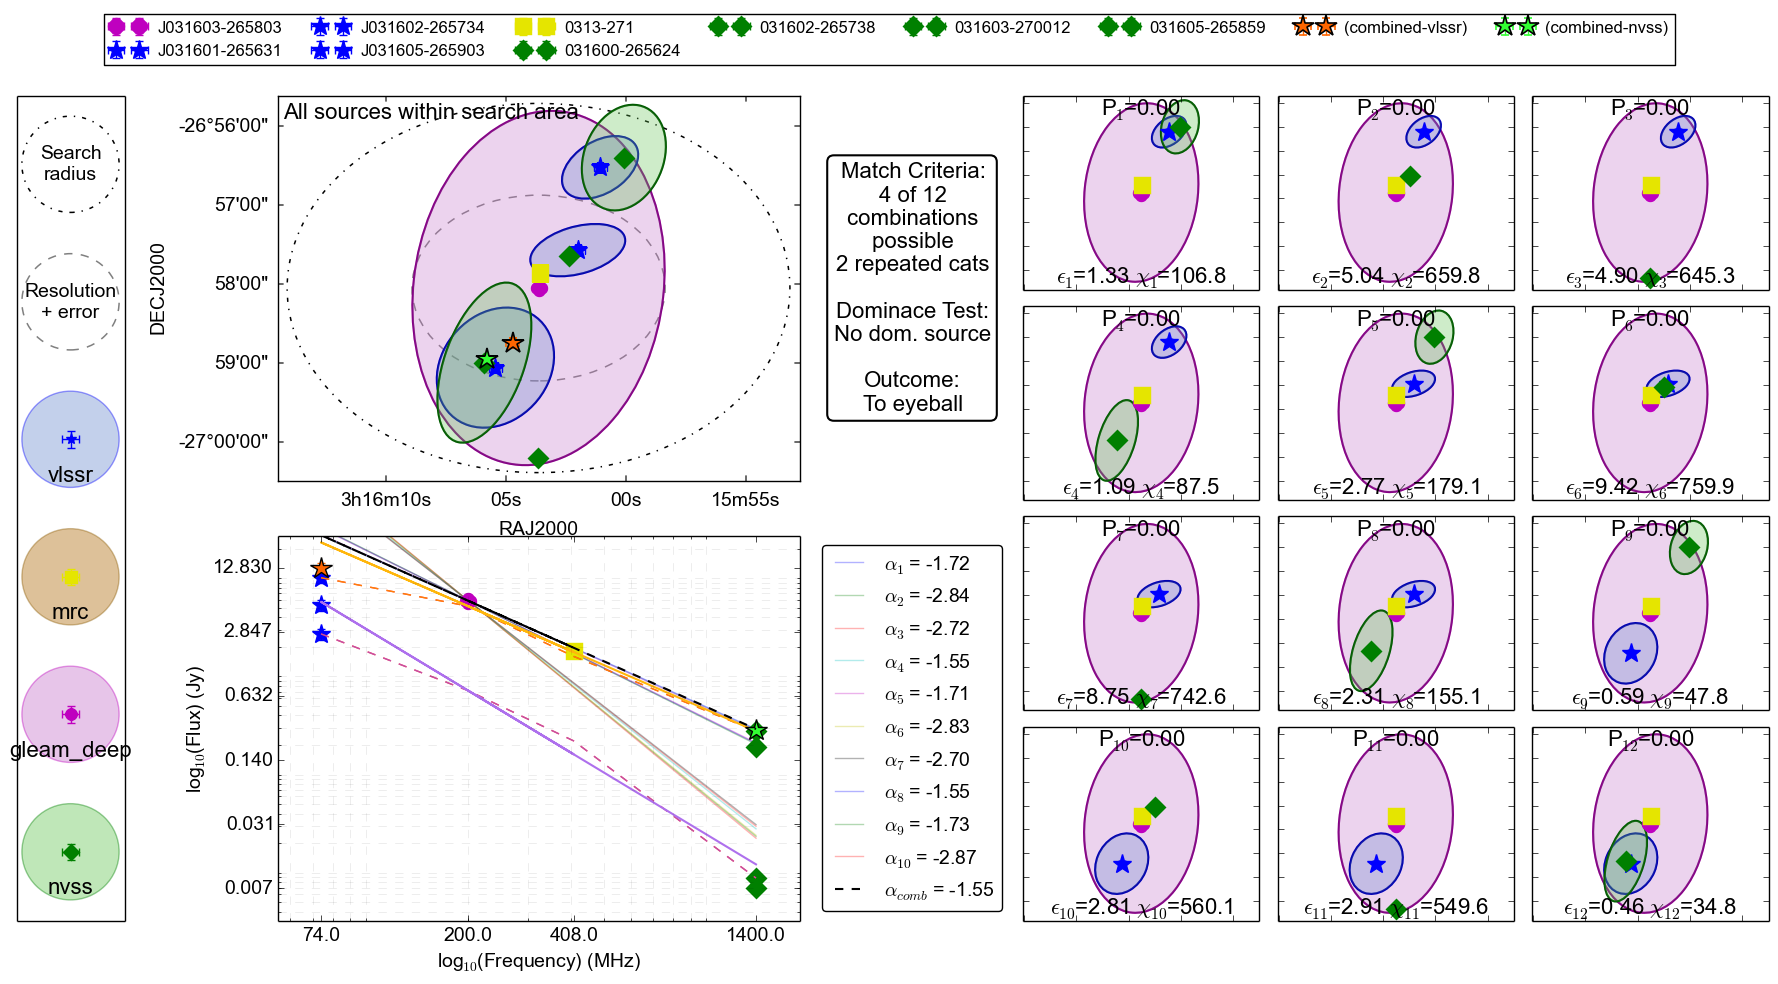 J031603-265803 J031602-265734 0313-271 031602-265738 031603-270012 031605-265859 (combined-vlssr) (combined-nvss)
J031601-265631 J031605-265903 031600-265624
Search
radius
Resolution
+ error
vlssr
mrc
gleam_deep
nvss
All sources within search area
DECJ2000
-26°56'00"
57'00"
58'00"
59'00"
-27°00'00"
3h16m10s 05s 00s 15m55s
RAJ2000
Match Criteria:
4 of 12
combinations
possible
2 repeated cats
Dominace Test:
No dom. source
Outcome:
To eyeball
log10(Flux) (Jy)
12.830
2.847
0.632
0.140
0.031
0.007
74.0 200.0 408.0 1400.0
log10(Frequency) (MHz)
α1 = -1.72
α2 = -2.84
α3 = -2.72
α4 = -1.55
α5 = -1.71
α6 = -2.83
α7 = -2.70
α8 = -1.55
α9 = -1.73
α10 = -2.87
αcomb = -1.55
P1=0.00
ϵ1=1.33 χ1=106.8
P2=0.00
ϵ2=5.04 χ2=659.8
P3=0.00
ϵ3=4.90 χ3=645.3
P4=0.00
ϵ4=1.09 χ4=87.5
P5=0.00
ϵ5=2.77 χ5=179.1
P6=0.00
ϵ6=9.42 χ6=759.9
P7=0.00
ϵ7=8.75 χ7=742.6
P8=0.00
ϵ8=2.31 χ8=155.1
P9=0.00
ϵ9=0.59 χ9=47.8
P10=0.00
ϵ10=2.81 χ10=560.1
P11=0.00
ϵ11=2.91 χ11=549.6
P12=0.00
ϵ12=0.46 χ12=34.8